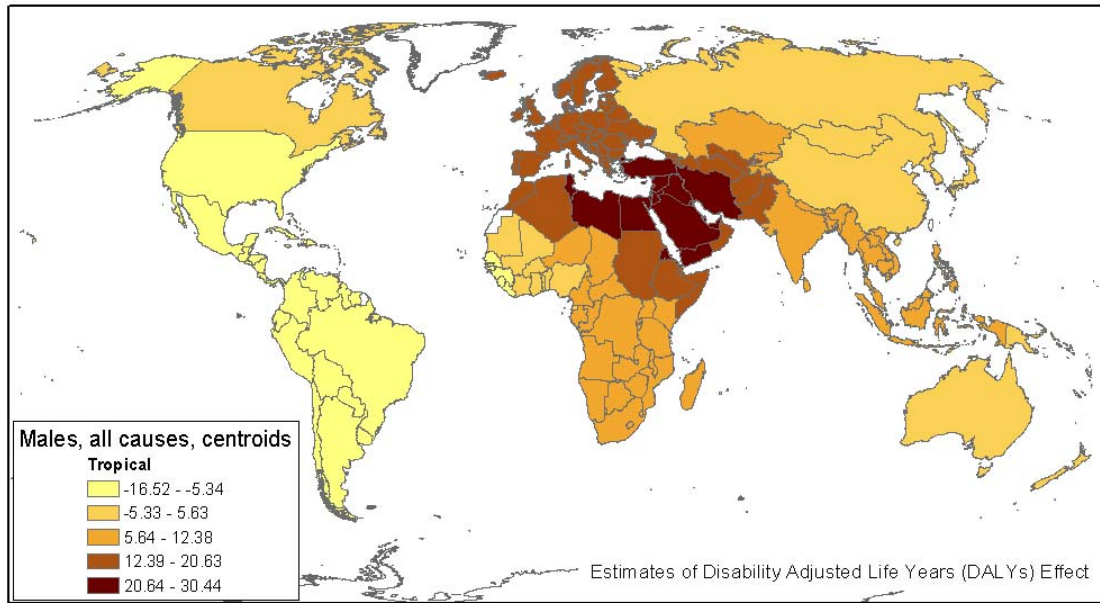 Males, all causes, centroids
Tropical
-16.52 - -5.34
-5.33 - 5.63
5.64 - 12.38
12.39 - 20.63
20.64 - 30.44
Estimates of Disability Adjusted Life Years (DALYs) Effect